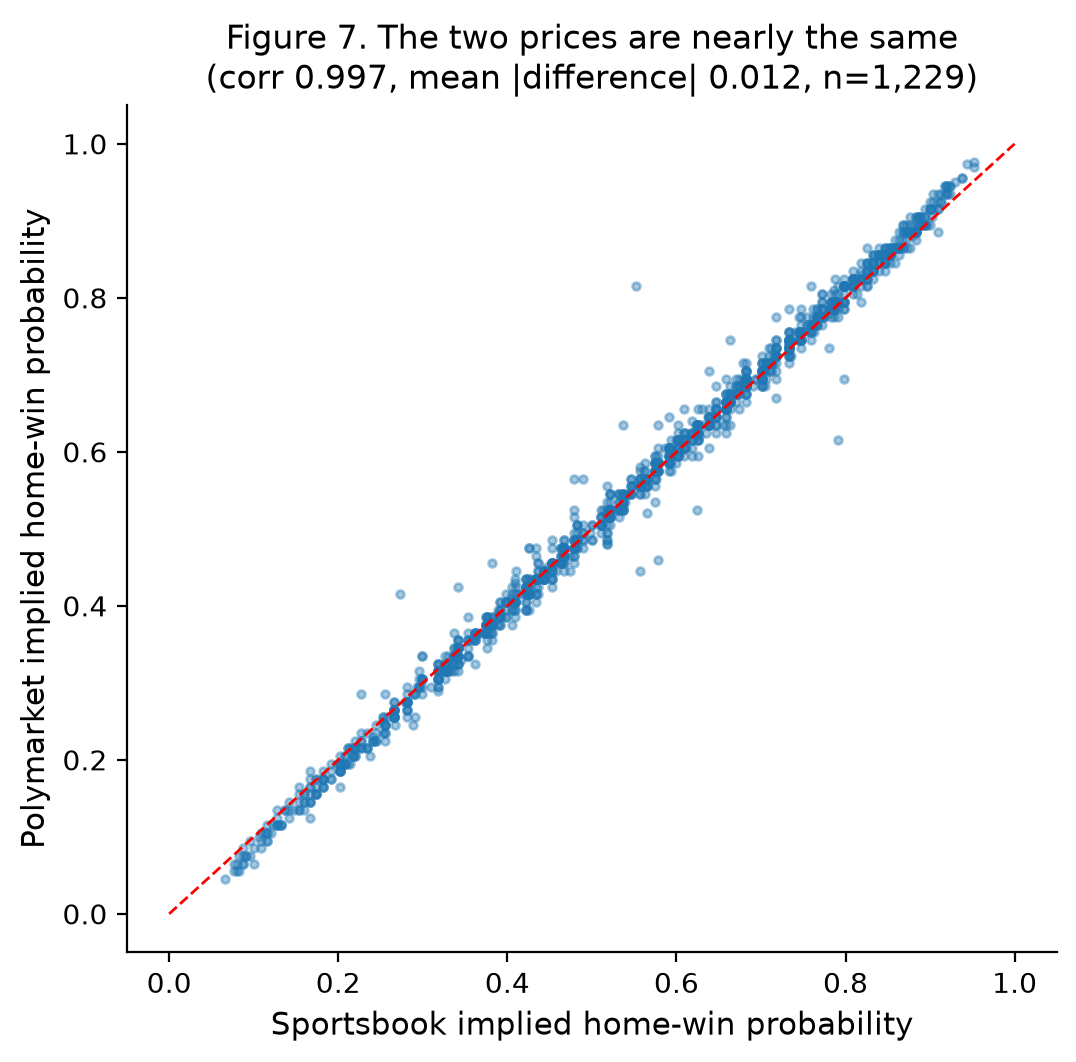 Figure 7. The two prices are nearly the same
(corr 0.997, mean |difference| 0.012, n=1,229)
Polymarket implied home-win probability
1.0
0.8
0.6
0.4
0.2
0.0
0.0 0.2 0.4 0.6 0.8 1.0
Sportsbook implied home-win probability